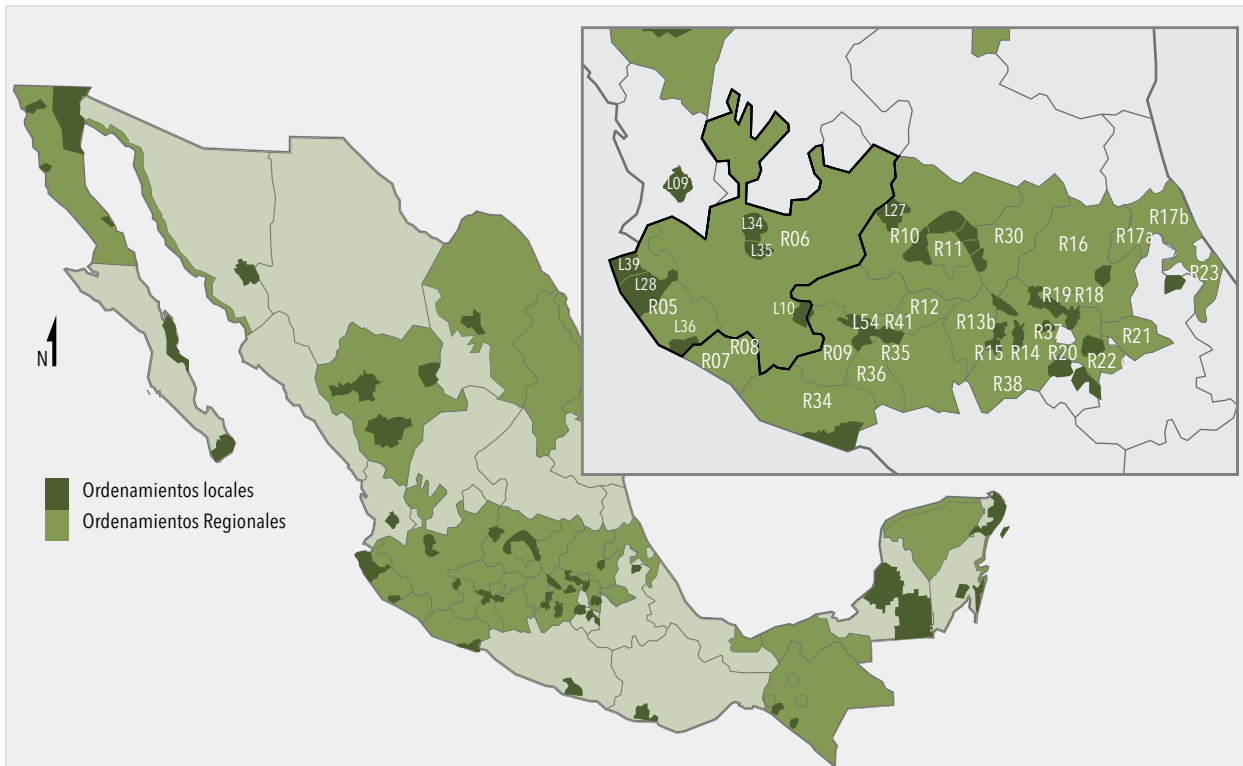 L09
L34
R06
L35
L39
L28
R05
L36
R07
R08
L10
L27
R10
R11
R30
R16
R17a
R17b
R23
R12
L54
R41
R13b
R19
R18
R37
R09
R35
R15
R14
R20
R22
R21
R36
R34
R38
N
Ordenamientos locales
Ordenamientos Regionales